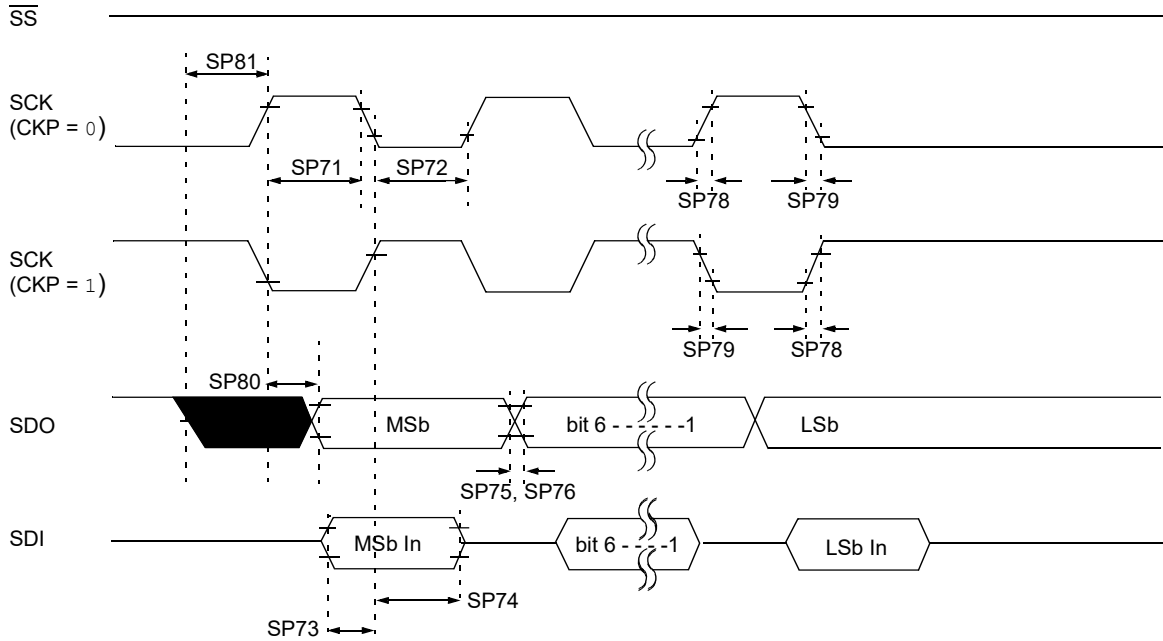 SS
SP81
SCK
(CKP = 0)
SP71
SP72
SP78
SP79
SCK
(CKP = 1)
SP79
SP78
SP80
SDO
MSb
bit 6 - - - - - -1
LSb
SP75, SP76
SDI
MSb In
bit 6 - - - - -1
LSb In
SP74
SP73